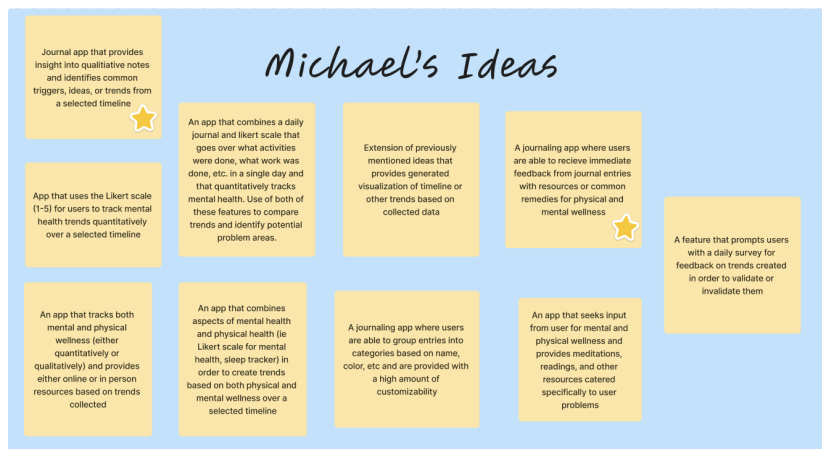 Michael's Ideas
Journal app that provides
insight into qualitiative notes
and identifies common
triggers, ideas, or trends from
a selected timeline
An app that combines a daily
journal and likert scale that
goes over what activities
were done, what work was
done, etc. in a single day and
that quantitatively tracks
mental health. Use of both of
these features to compare
trends and identify potential
problem areas.
Extension of previously
mentioned ideas that
provides generated
visualization of timeline or
other trends based on
collected data
A journaling app where users
are able to recieve immediate
feedback from journal entries
with resources or common
remedies for physical and
mental wellness
App that uses the Likert scale
(1-5) for users to track mental
health trends quantitatively
over a selected timeline
A feature that prompts users
with a daily survey for
feedback on trends created
in order to validate or
invalidate them
An app that tracks both
mental and physical
wellness (either
quantitatively or
qualitatively) and provides
either online or in person
resources based on trends
collected
An app that combines
aspects of mental health
and physical health (ie
Likert scale for mental
health, sleep tracker) in
order to create trends
based on both physical and
mental wellness over a
selected timeline
A journaling app where users
are able to group entries into
categories based on name,
color, etc and are provided with
a high amount of
customizability
An app that seeks input
from user for mental and
physical wellness and
provides meditations,
readings, and other
resources catered
specifically to user
problems